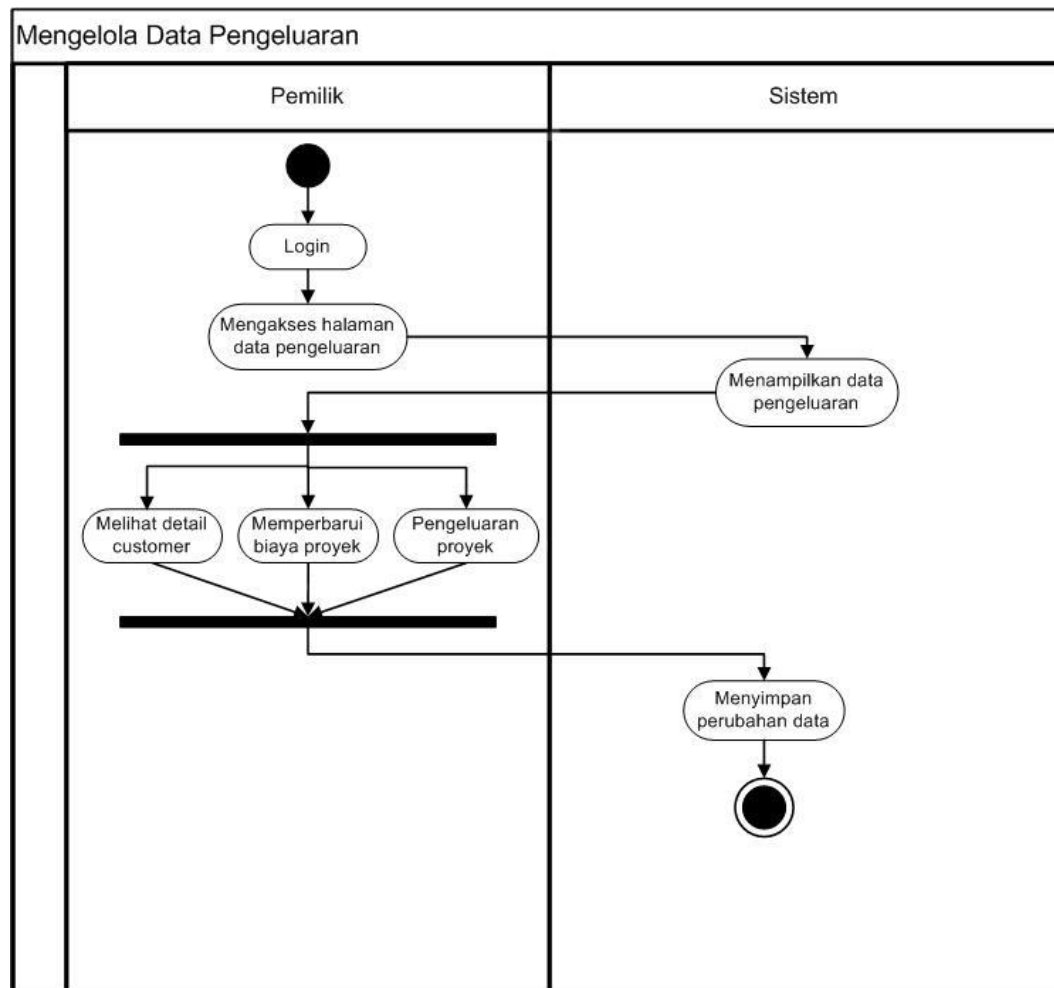 Mengelola Data Pengeluaran
Pemilik
Sistem
Login
Mengakses halaman
data pengeluaran
Menampilkan data
pengeluaran
Melihat detail
customer
Memperbarui
biaya proyek
Pengeluaran
proyek
Menyimpan
perubahan data